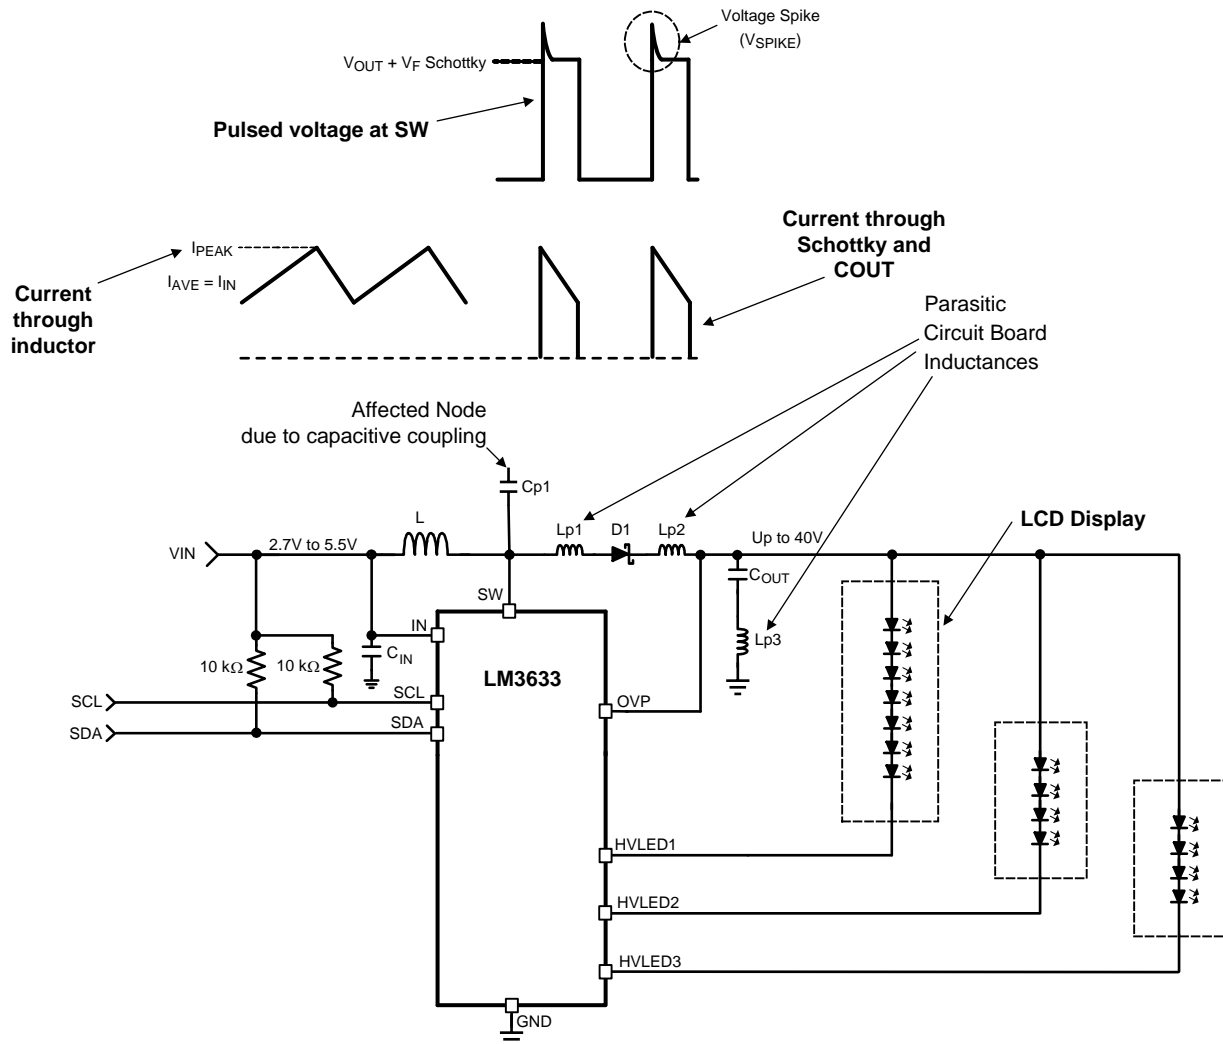 Voltage Spike
(VSPIKE)
VOUT + VF Schottky
Pulsed voltage at SW
Current through
Schottky and
COUT
IPEAK
IAVE = IIN
Current
through
inductor
Parasitic
Circuit Board
Inductances
Affected Node
due to capacitive coupling
Cp1
L
Lp1
D1
Lp2
LCD Display
VIN
2.7V to 5.5V
Up to 40V
COUT
SW
IN
CIN
Lp3
10 kΩ
10 kΩ
LM3633
SCL
SCL
OVP
SDA
SDA
HVLED1
HVLED2
HVLED3
GND